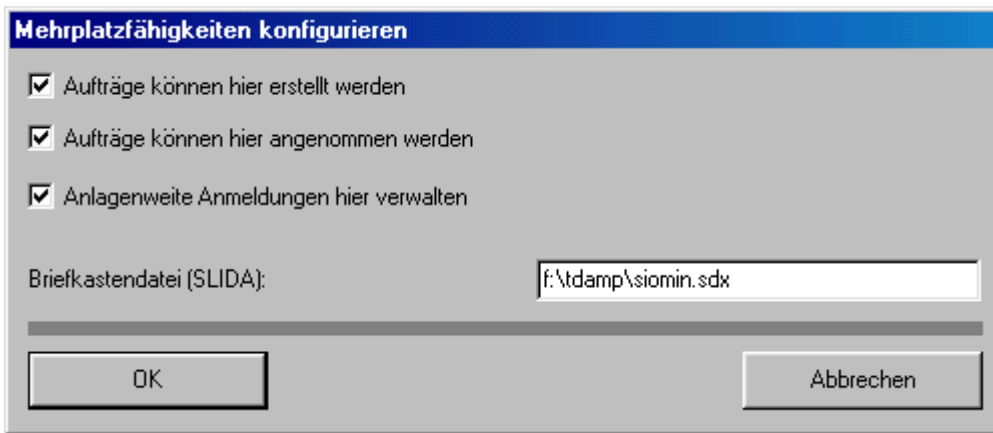 Mehrplatzfähigkeiten konfigurieren
Aufträge können hier erstellt werden
Aufträge können hier angenommen werden
Anlagenweite Anmeldungen hier verwalten
Briefkastendatei (SLIDA): f:\tdamp\siomin.sdx
OK Abbrechen